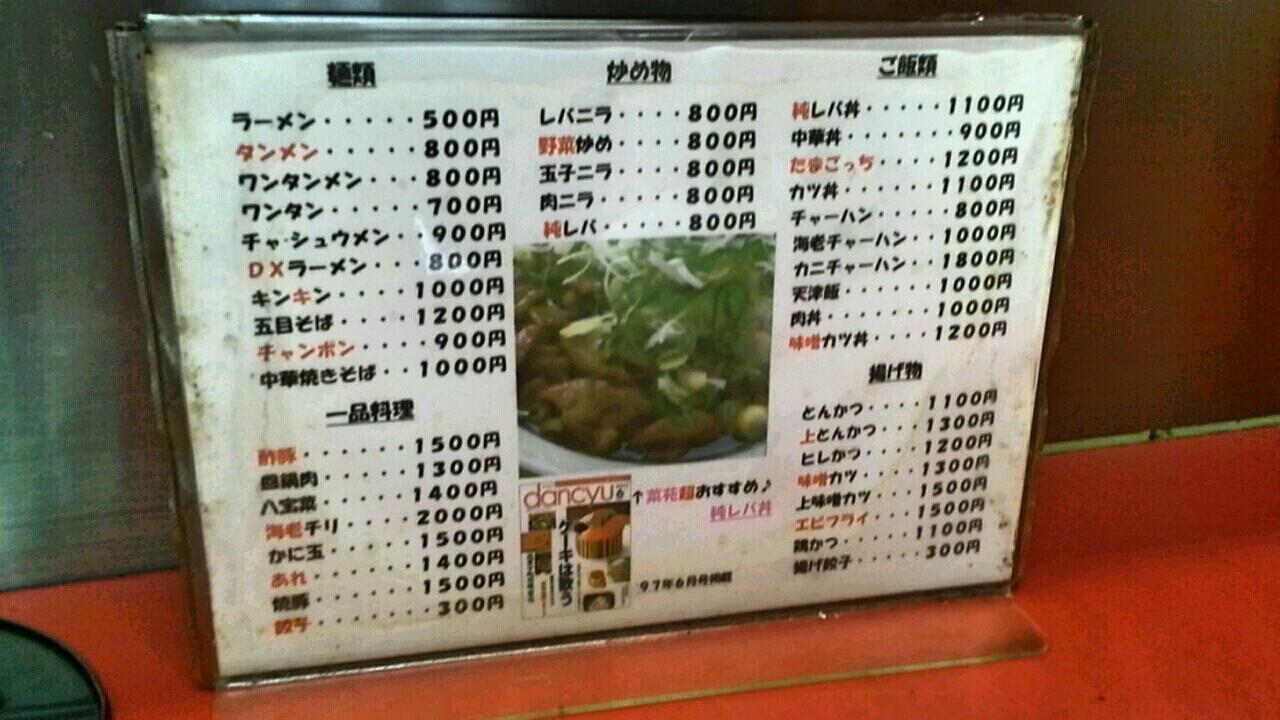 麺類
ラーメン・・・・・500円
タンメン・・・・・800円
ワンタンメン・・・800円
ワンタン・・・・・700円
チャ・シュウメン・・900円
DXラーメン・・・800円
キンキン・・・・1000円
五目そば・・・・1200円
チャンポン・・・・900円
中華焼きそば・・1000円
一品料理
酢豚・・・・・・1500円
回鍋肉・・・・・1300円
八宝菜・・・・・1400円
海老チリ・・・・2000円
かに玉・・・・・1500円
あれ・・・・・・1400円
焼豚・・・・・・1500円
餃子・・・・・・・300円
炒め物
レバニラ・・・・800円
野菜炒め・・・・800円
玉子ニラ・・・・800円
肉ニラ・・・・・800円
純レバ・・・・・800円
dancyu 6
ケーキは歌う
↑菜苑超おすすめ♪
純レバ丼
97年6月号掲載
ご飯類
純レバ丼・・・・・1100円
中華丼・・・・・・・900円
たまごっち・・・・1200円
カツ丼・・・・・・1100円
チャーハン・・・・・800円
海老チャーハン・・1000円
カニチャーハン・・1800円
天津飯・・・・・・1000円
肉丼・・・・・・・1000円
味噌カツ丼・・・・1200円
揚げ物
とんかつ・・・・1100円
上とんかつ・・・1300円
ヒレかつ・・・・1200円
味噌カツ・・・・1300円
上味噌カツ・・・1500円
エビフライ・・・1500円
鶏かつ・・・・・1100円
揚げ餃子・・・・・300円